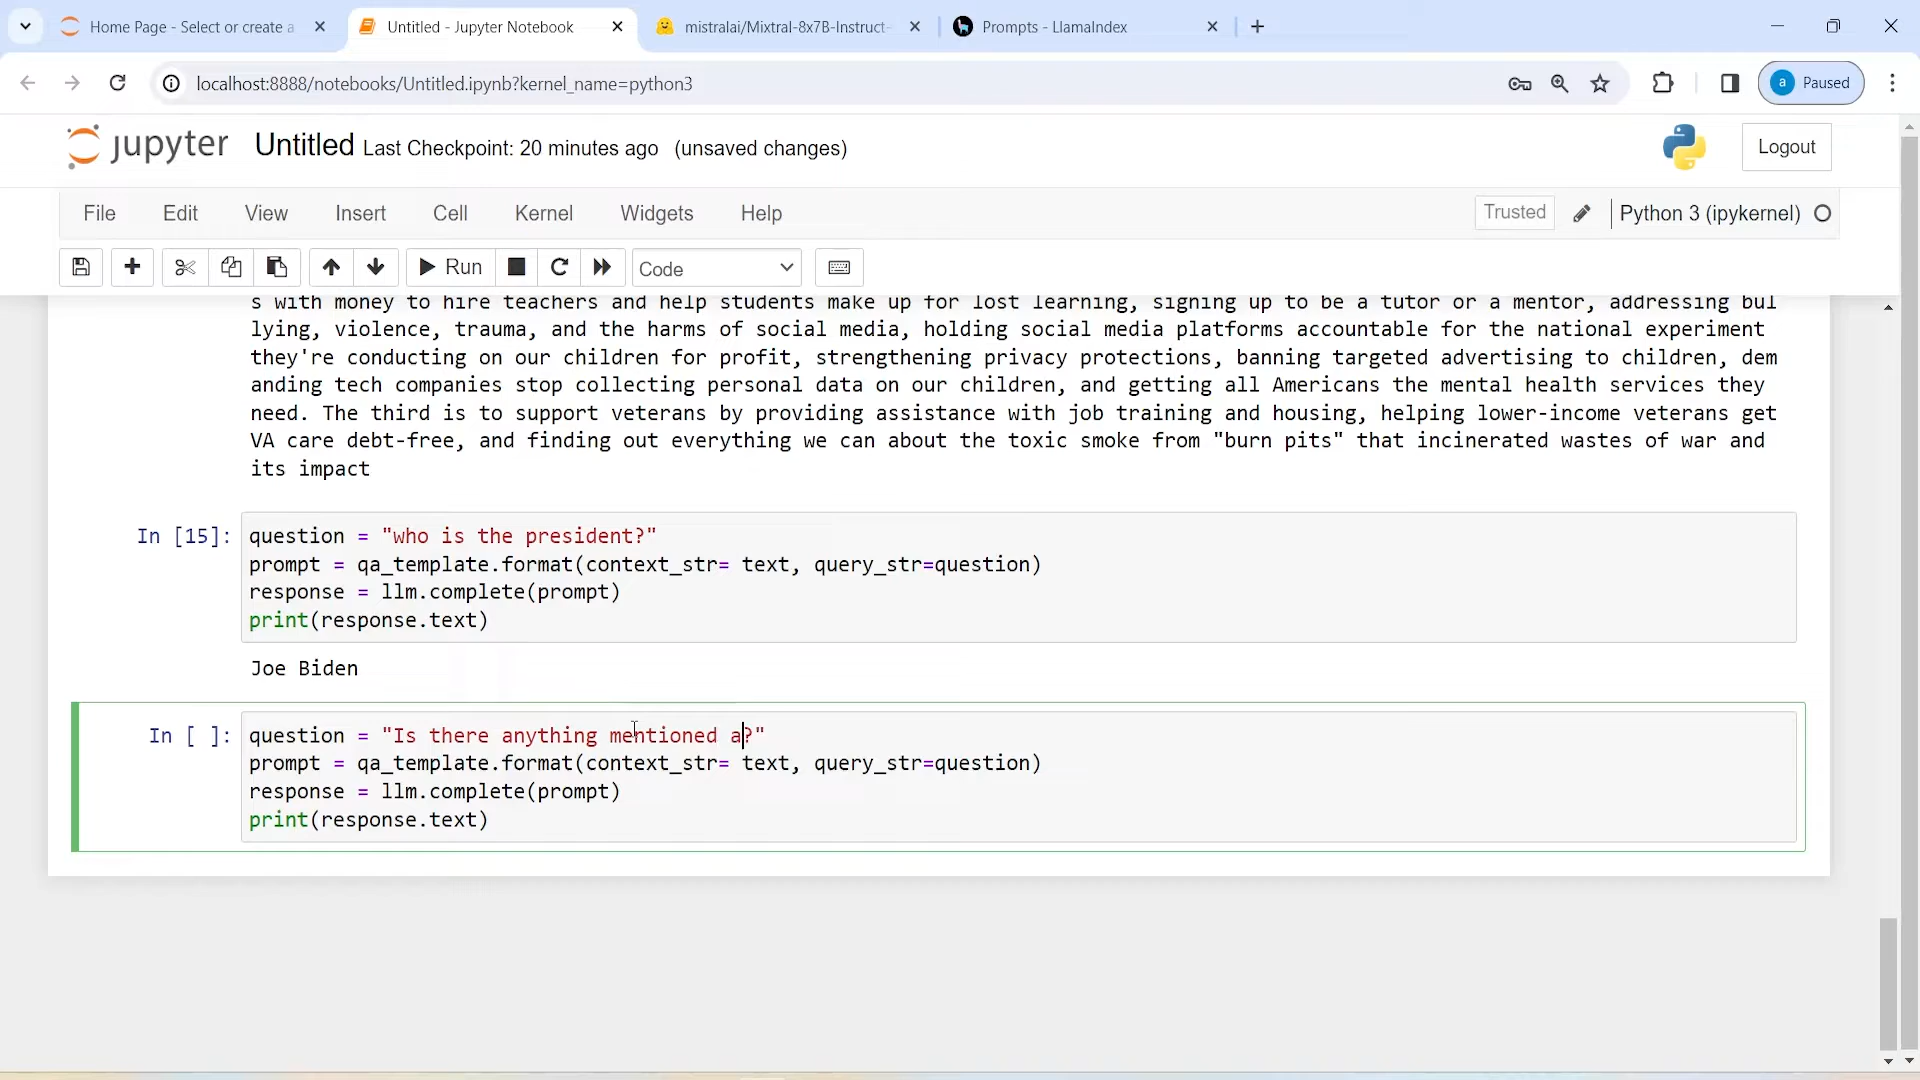 Home Page - Select or create a
Untitled - Jupyter Notebook
mistralai/Mixtral-8x7B-Instruct-
Prompts - LlamaIndex
localhost:8888/notebooks/Untitled.ipynb?kernel_name=python3
a Paused
jupyter Untitled Last Checkpoint: 20 minutes ago (unsaved changes)
Logout
File Edit View Insert Cell Kernel Widgets Help
Trusted
Python 3 (ipykernel)
Run
Code
s with money to hire teachers and help students make up for lost learning, signing up to be a tutor or a mentor, addressing bul
lying, violence, trauma, and the harms of social media, holding social media platforms accountable for the national experiment
they're conducting on our children for profit, strengthening privacy protections, banning targeted advertising to children, dem
anding tech companies stop collecting personal data on our children, and getting all Americans the mental health services they
need. The third is to support veterans by providing assistance with job training and housing, helping lower-income veterans get
VA care debt-free, and finding out everything we can about the toxic smoke from "burn pits" that incinerated wastes of war and
its impact
In [15]: question = "who is the president?"
prompt = qa_template.format(context_str= text, query_str=question)
response = llm.complete(prompt)
print(response.text)
Joe Biden
In [ ]: question = "Is there anything mentioned a?"
prompt = qa_template.format(context_str= text, query_str=question)
response = llm.complete(prompt)
print(response.text)